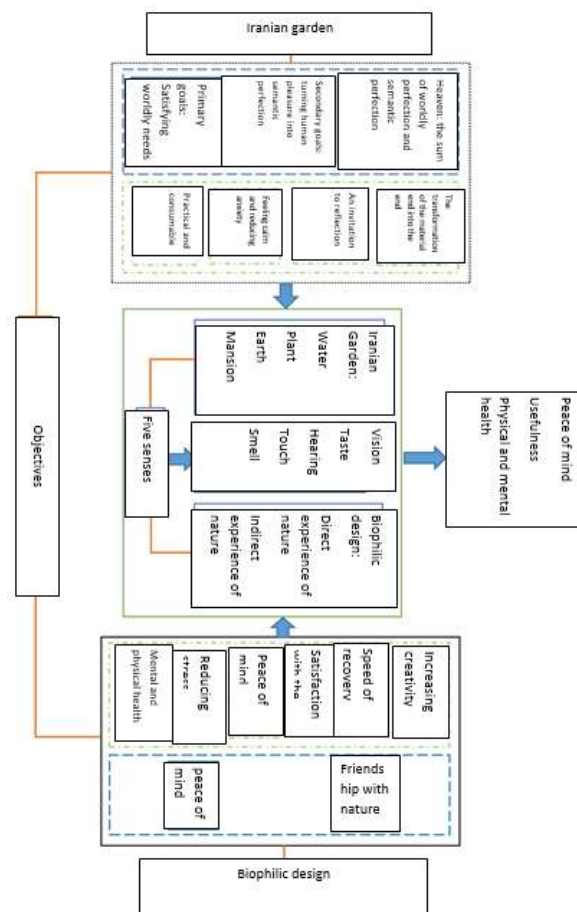 Iranian garden
Heaven: the sum
of worldly
perfection and
semantic
perfection
Secondary goals:
turning human
pleasure into
semantic
perfection
Primary
goals:
Satisfying
worldly needs
The
transformation
of the material
end into the
end
An invitation
to reflection
Feeling calm
and reducing
anxiety
Practical and
consumable
Objectives
Five senses
Iranian
Garden:
Water
Plant
Earth
Mansion
Vision
Taste
Hearing
Touch
Smell
Biophilic
design:
Direct
experience of
nature
Indirect
experience of
nature
Peace of mind
Usefulness
Physical and mental
health
Increasing
creativity
Speed of
recovery
Satisfaction
with the
Peace of
mind
Reducing
stress
Mental and
physical health
Friends
hip with
nature
peace of
mind
Biophilic design